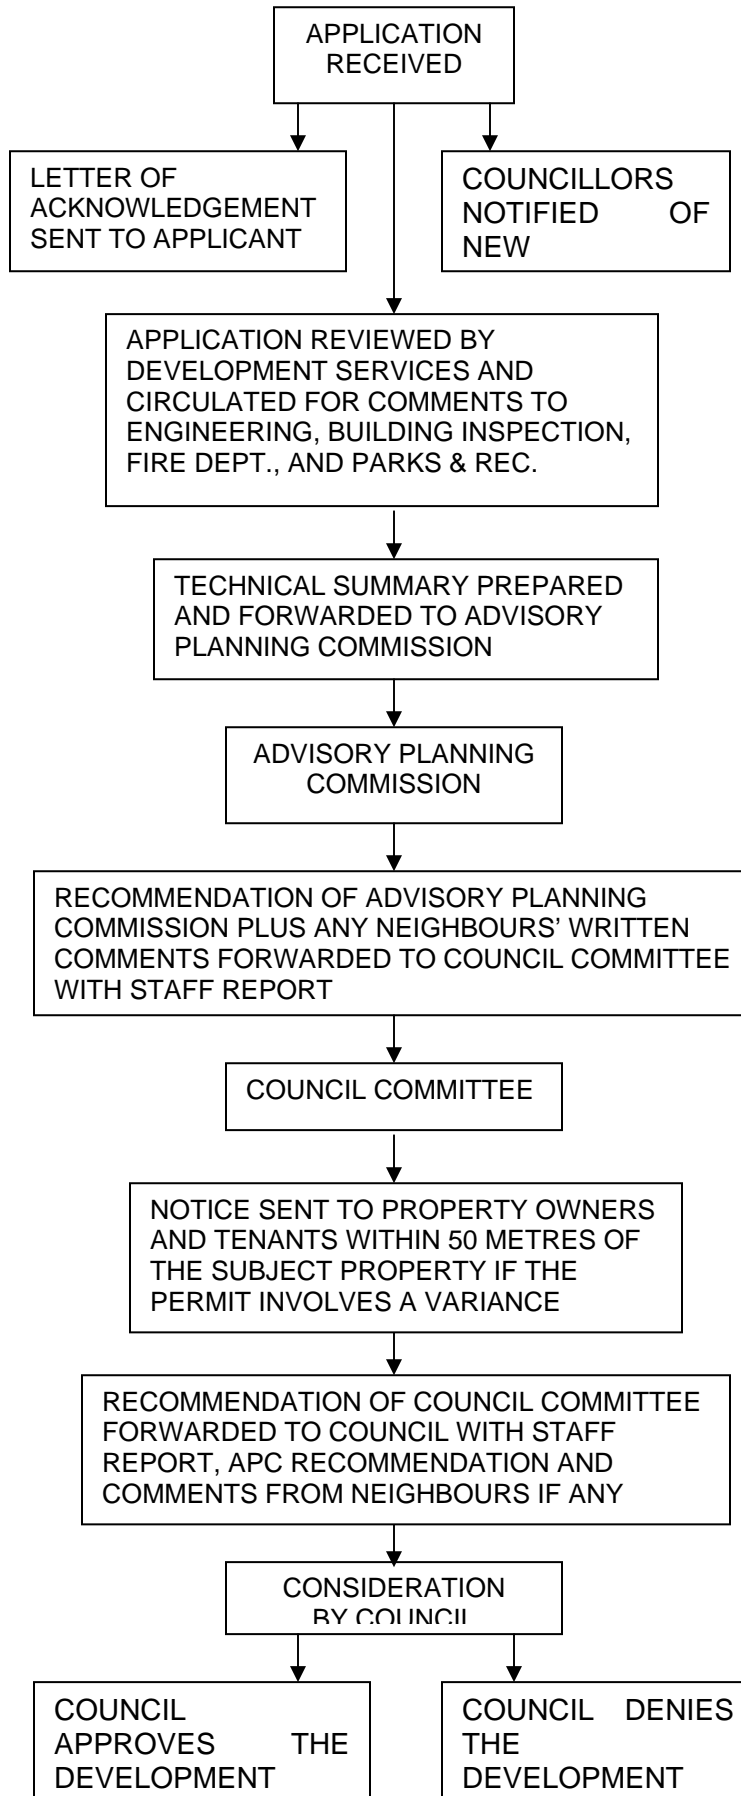 APPLICATION
RECEIVED
LETTER OF
ACKNOWLEDGEMENT
SENT TO APPLICANT
COUNCILLORS
NOTIFIED OF
NEW
APPLICATION REVIEWED BY
DEVELOPMENT SERVICES AND
CIRCULATED FOR COMMENTS TO
ENGINEERING, BUILDING INSPECTION,
FIRE DEPT., AND PARKS & REC.
TECHNICAL SUMMARY PREPARED
AND FORWARDED TO ADVISORY
PLANNING COMMISSION
ADVISORY PLANNING
COMMISSION
RECOMMENDATION OF ADVISORY PLANNING
COMMISSION PLUS ANY NEIGHBOURS’ WRITTEN
COMMENTS FORWARDED TO COUNCIL COMMITTEE
WITH STAFF REPORT
COUNCIL COMMITTEE
NOTICE SENT TO PROPERTY OWNERS
AND TENANTS WITHIN 50 METRES OF
THE SUBJECT PROPERTY IF THE
PERMIT INVOLVES A VARIANCE
RECOMMENDATION OF COUNCIL COMMITTEE
FORWARDED TO COUNCIL WITH STAFF
REPORT, APC RECOMMENDATION AND
COMMENTS FROM NEIGHBOURS IF ANY
CONSIDERATION
BY COUNCIL
COUNCIL
APPROVES THE
DEVELOPMENT
COUNCIL DENIES
THE
DEVELOPMENT